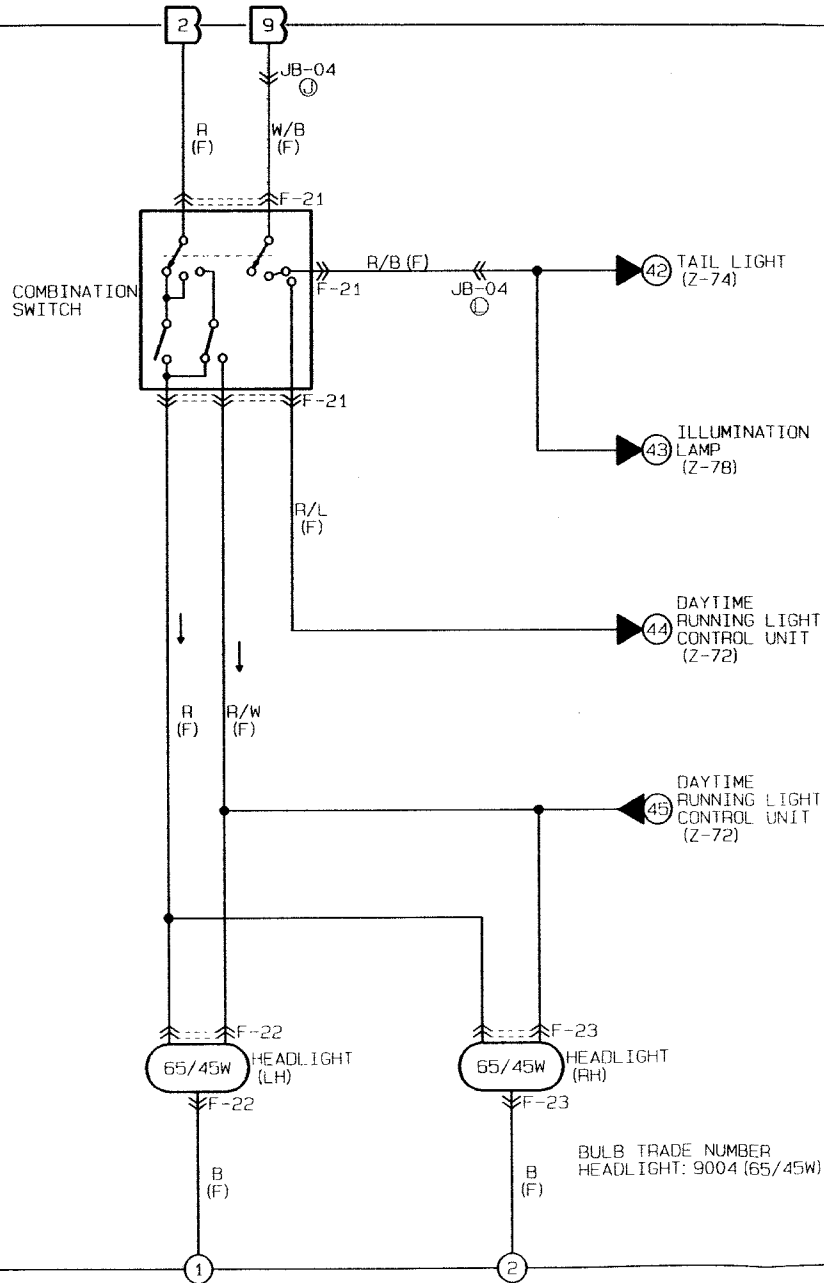 2
9
JB-04
J
R
(F)
W/B
(F)
F-21
COMBINATION
SWITCH
R/B (F)
F-21
JB-04
L
42
TAIL LIGHT
(Z-74)
F-21
43
ILLUMINATION
LAMP
(Z-78)
R/L
(F)
44
DAYTIME
RUNNING LIGHT
CONTROL UNIT
(Z-72)
R
(F)
R/W
(F)
45
DAYTIME
RUNNING LIGHT
CONTROL UNIT
(Z-72)
F-22
65/45W
HEADLIGHT
(LH)
F-22
F-23
65/45W
HEADLIGHT
(RH)
F-23
B
(F)
B
(F)
BULB TRADE NUMBER
HEADLIGHT: 9004 (65/45W)
1
2